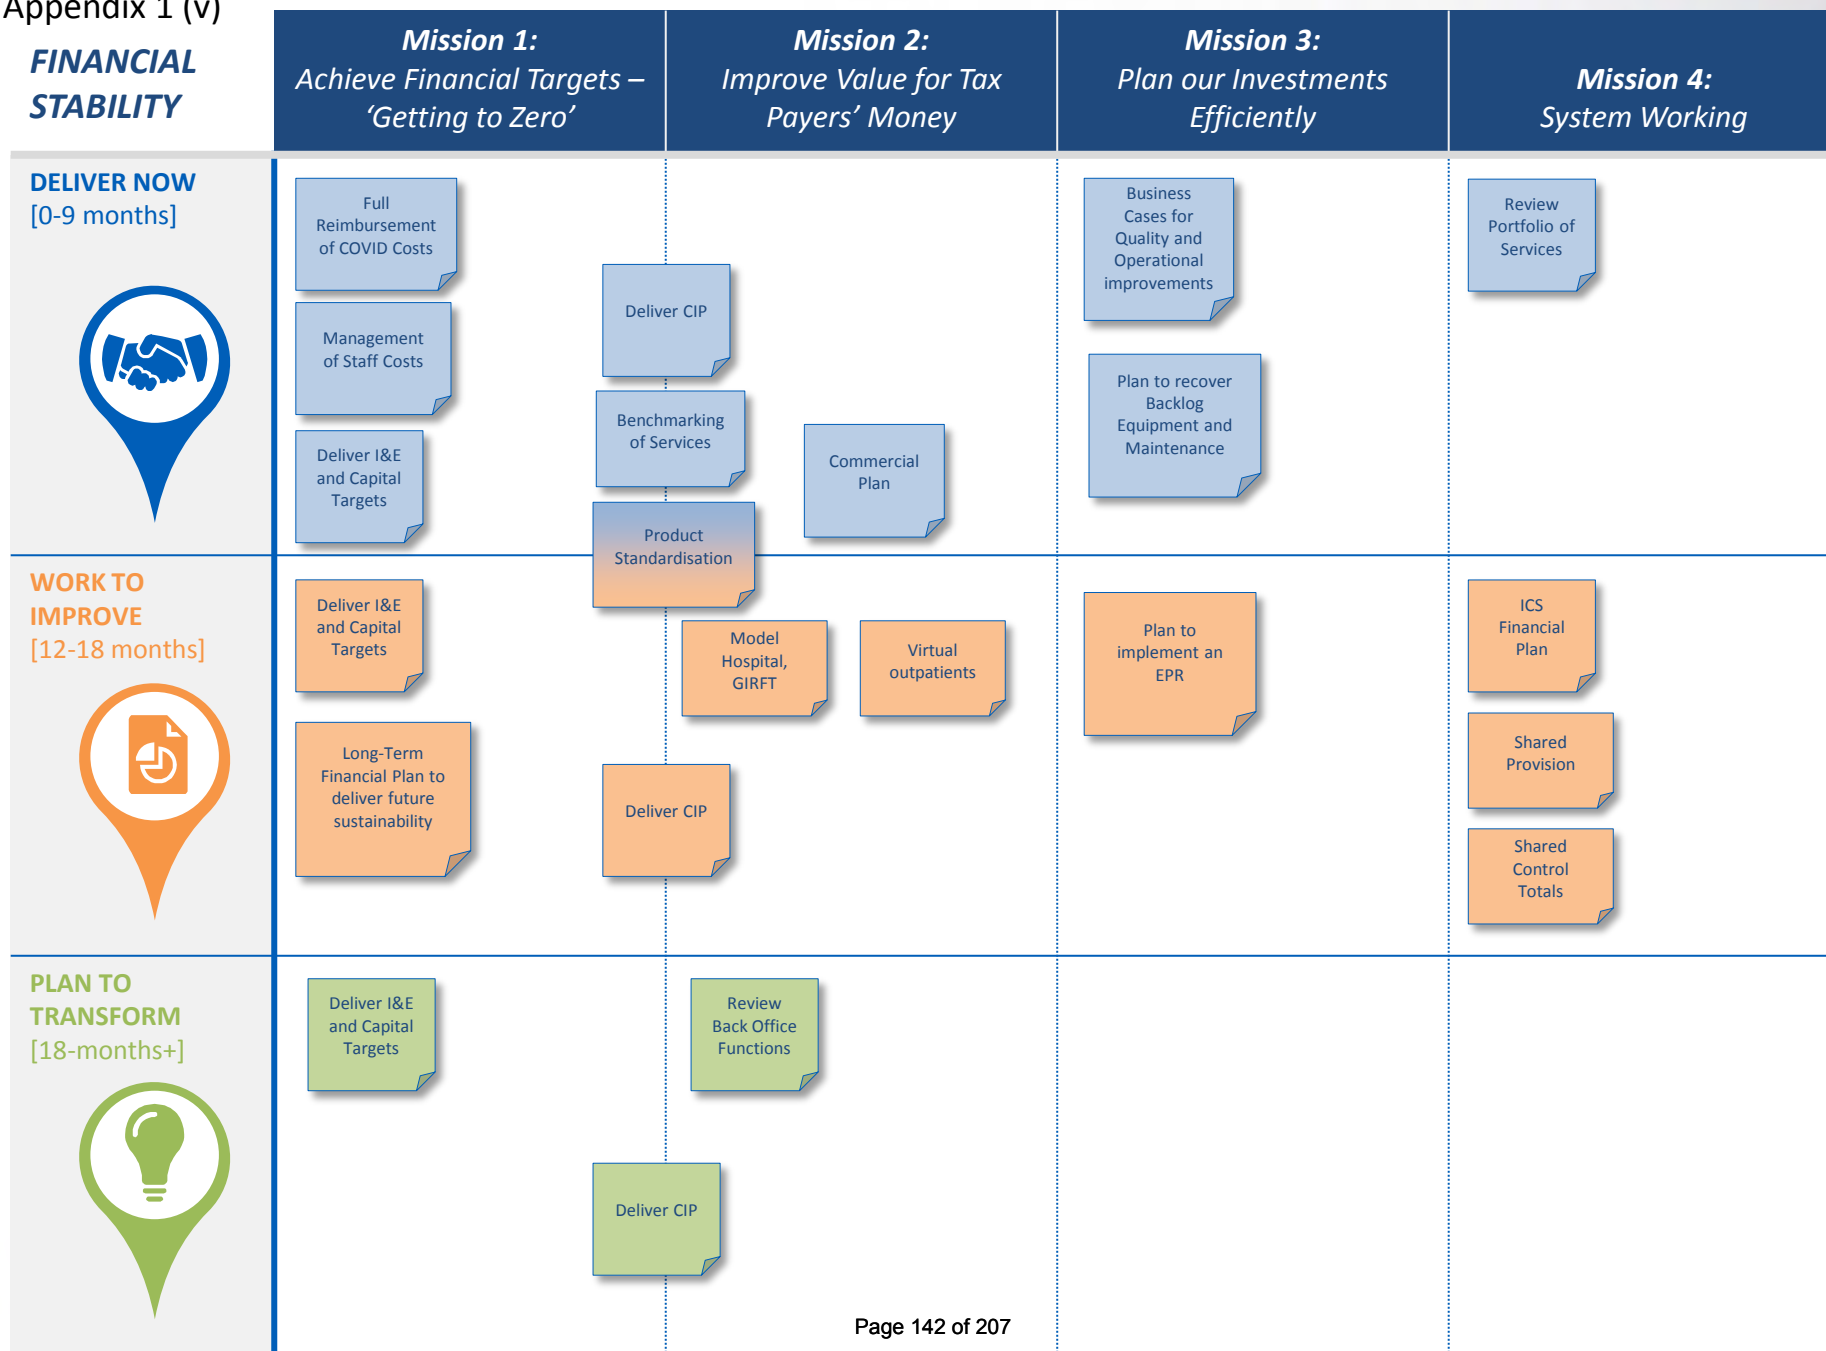 Appendix 1 (v)
FINANCIAL
STABILITY
Mission 1:
Achieve Financial Targets –
‘Getting to Zero’
Mission 2:
Improve Value for Tax
Payers’ Money
Mission 3:
Plan our Investments
Efficiently
Mission 4:
System Working
DELIVER NOW
[0-9 months]
Full
Reimbursement
of COVID Costs
Management
of Staff Costs
Deliver I&E
and Capital
Targets
Deliver CIP
Benchmarking
of Services
Product
Standardisation
Commercial
Plan
Business
Cases for
Quality and
Operational
improvements
Plan to recover
Backlog
Equipment and
Maintenance
Review
Portfolio of
Services
WORK TO
IMPROVE
[12-18 months]
Deliver I&E
and Capital
Targets
Long-Term
Financial Plan to
deliver future
sustainability
Model
Hospital,
GIRFT
Virtual
outpatients
Deliver CIP
Plan to
implement an
EPR
ICS
Financial
Plan
Shared
Provision
Shared
Control
Totals
PLAN TO
TRANSFORM
[18-months+]
Deliver I&E
and Capital
Targets
Review
Back Office
Functions
Deliver CIP
Page 142 of 207